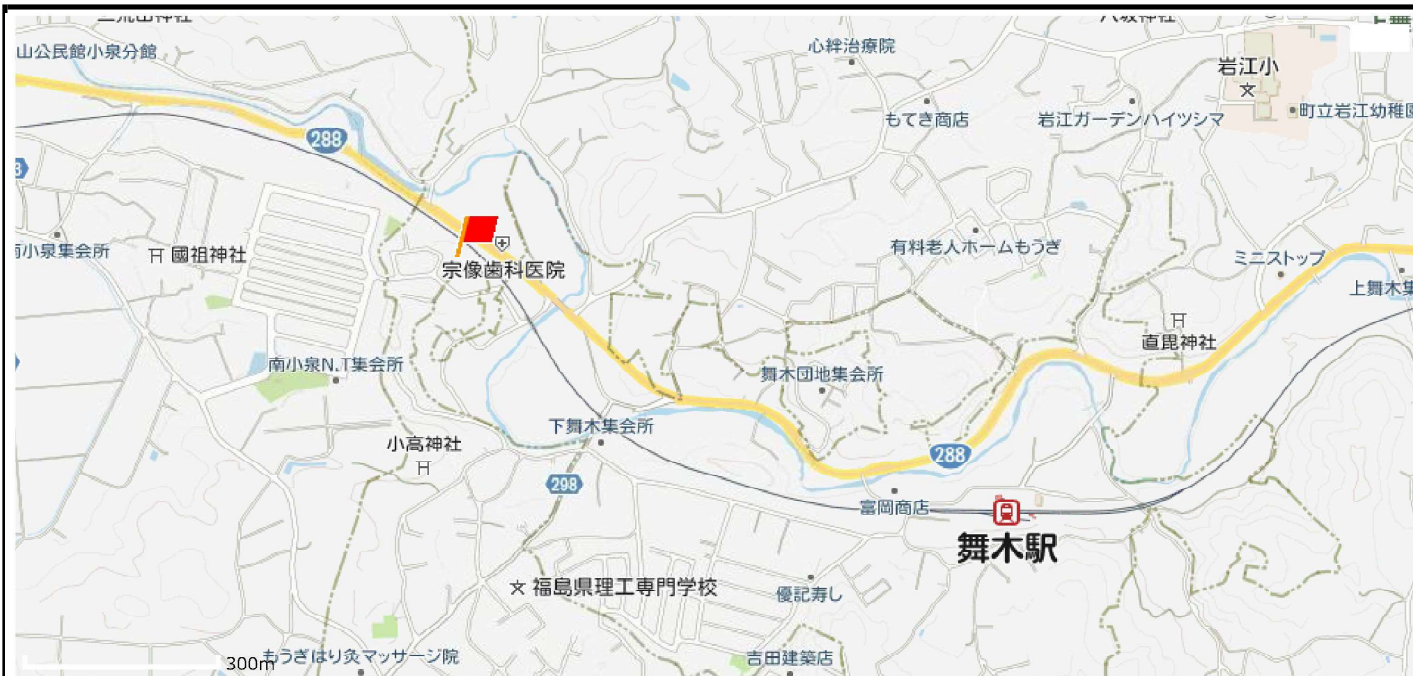 山公民館小泉分館
心絆治療院
岩江小
もてき商店
岩江ガーデンハイツシマ
町立岩江幼稚園
288
南小泉集会所
國祖神社
宗像歯科医院
有料老人ホームもうぎ
ミニストップ
上舞木集
直毘神社
南小泉N.T集会所
舞木団地集会所
下舞木集会所
小高神社
288
298
富岡商店
舞木駅
福島県理工専門学校
優記寿し
300m
もうぎはり灸マッサージ院
吉田建築店